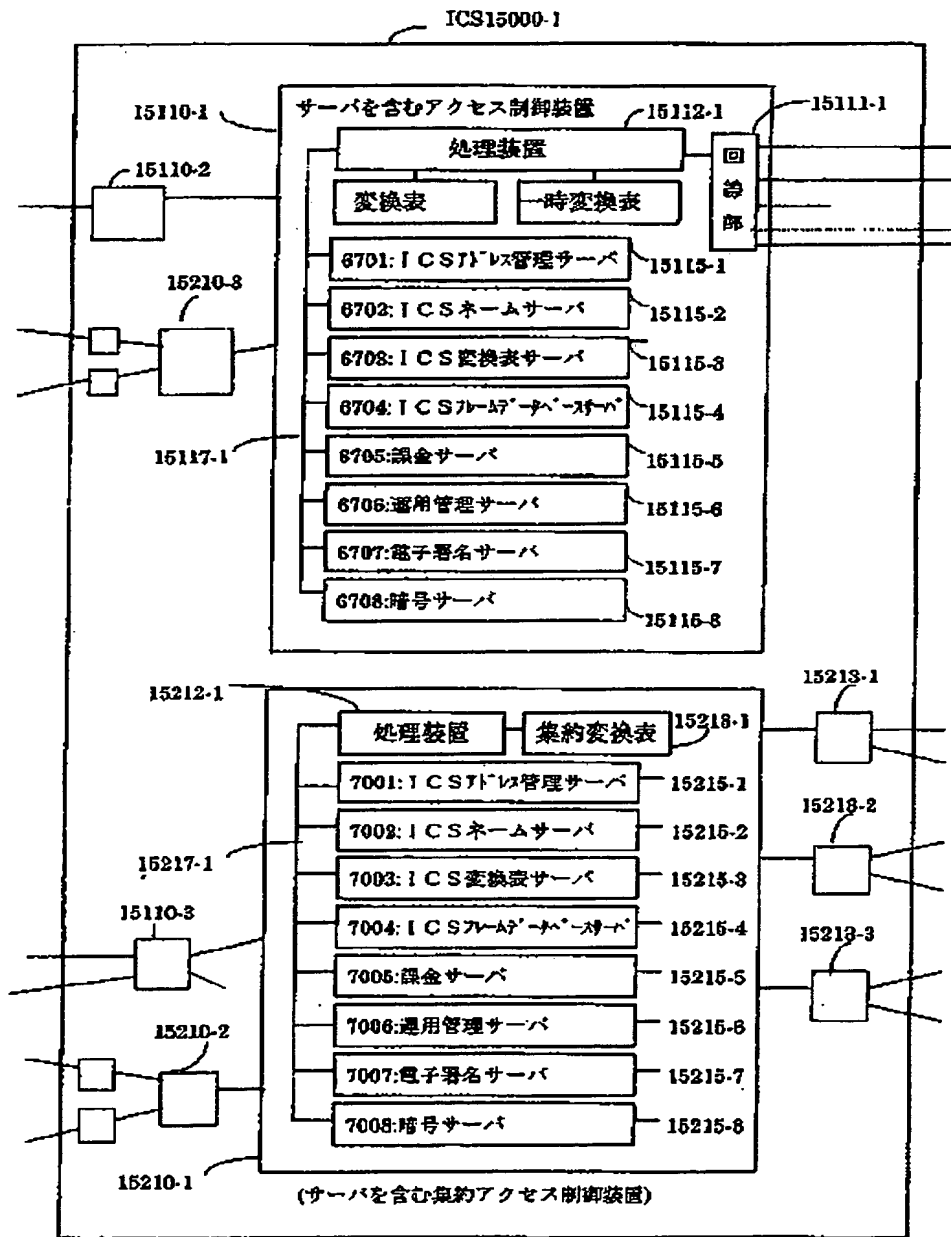 ICS15000-1
15110-1
サーバを含むアクセス制御装置
15112-1
15111-1
処理装置
回線部
15110-2
変換表
一時変換表
6701:ICSアドレス管理サーバ
15115-1
15210-3
6702:ICSネームサーバ
15115-2
6703:ICS変換表サーバ
15115-3
6704:ICSフレームデータベースサーバ
15115-4
15117-1
6705:課金サーバ
15115-5
6706:運用管理サーバ
15115-6
6707:電子署名サーバ
15115-7
6708:暗号サーバ
15115-8
15212-1
15213-1
処理装置
集約変換表
15218-1
7001:ICSアドレス管理サーバ
15215-1
7002:ICSネームサーバ
15215-2
15213-2
15217-1
7003:ICS変換表サーバ
15215-3
15110-3
7004:ICSフレームデータベースサーバ
15215-4
15213-3
7005:課金サーバ
15215-5
15210-2
7006:運用管理サーバ
15215-6
7007:電子署名サーバ
15215-7
7008:暗号サーバ
15215-8
15210-1
(サーバを含む集約アクセス制御装置)